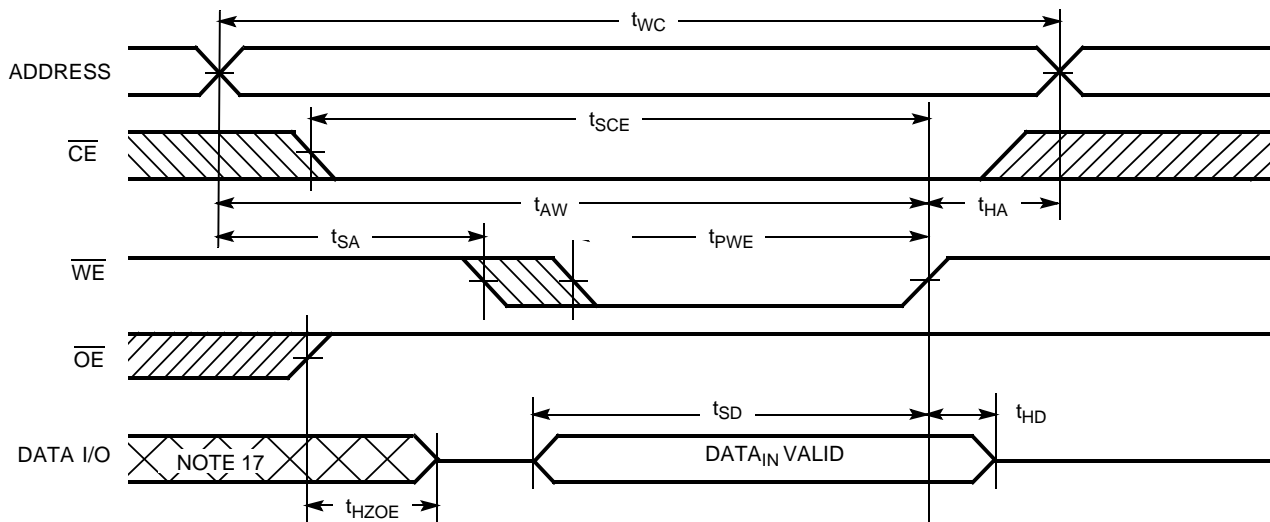 tWC
ADDRESS
tSCE
CE
tAW
tHA
tSA
tPWE
WE
OE
tSD
tHD
DATA I/O
NOTE 17
DATAIN VALID
tHZOE